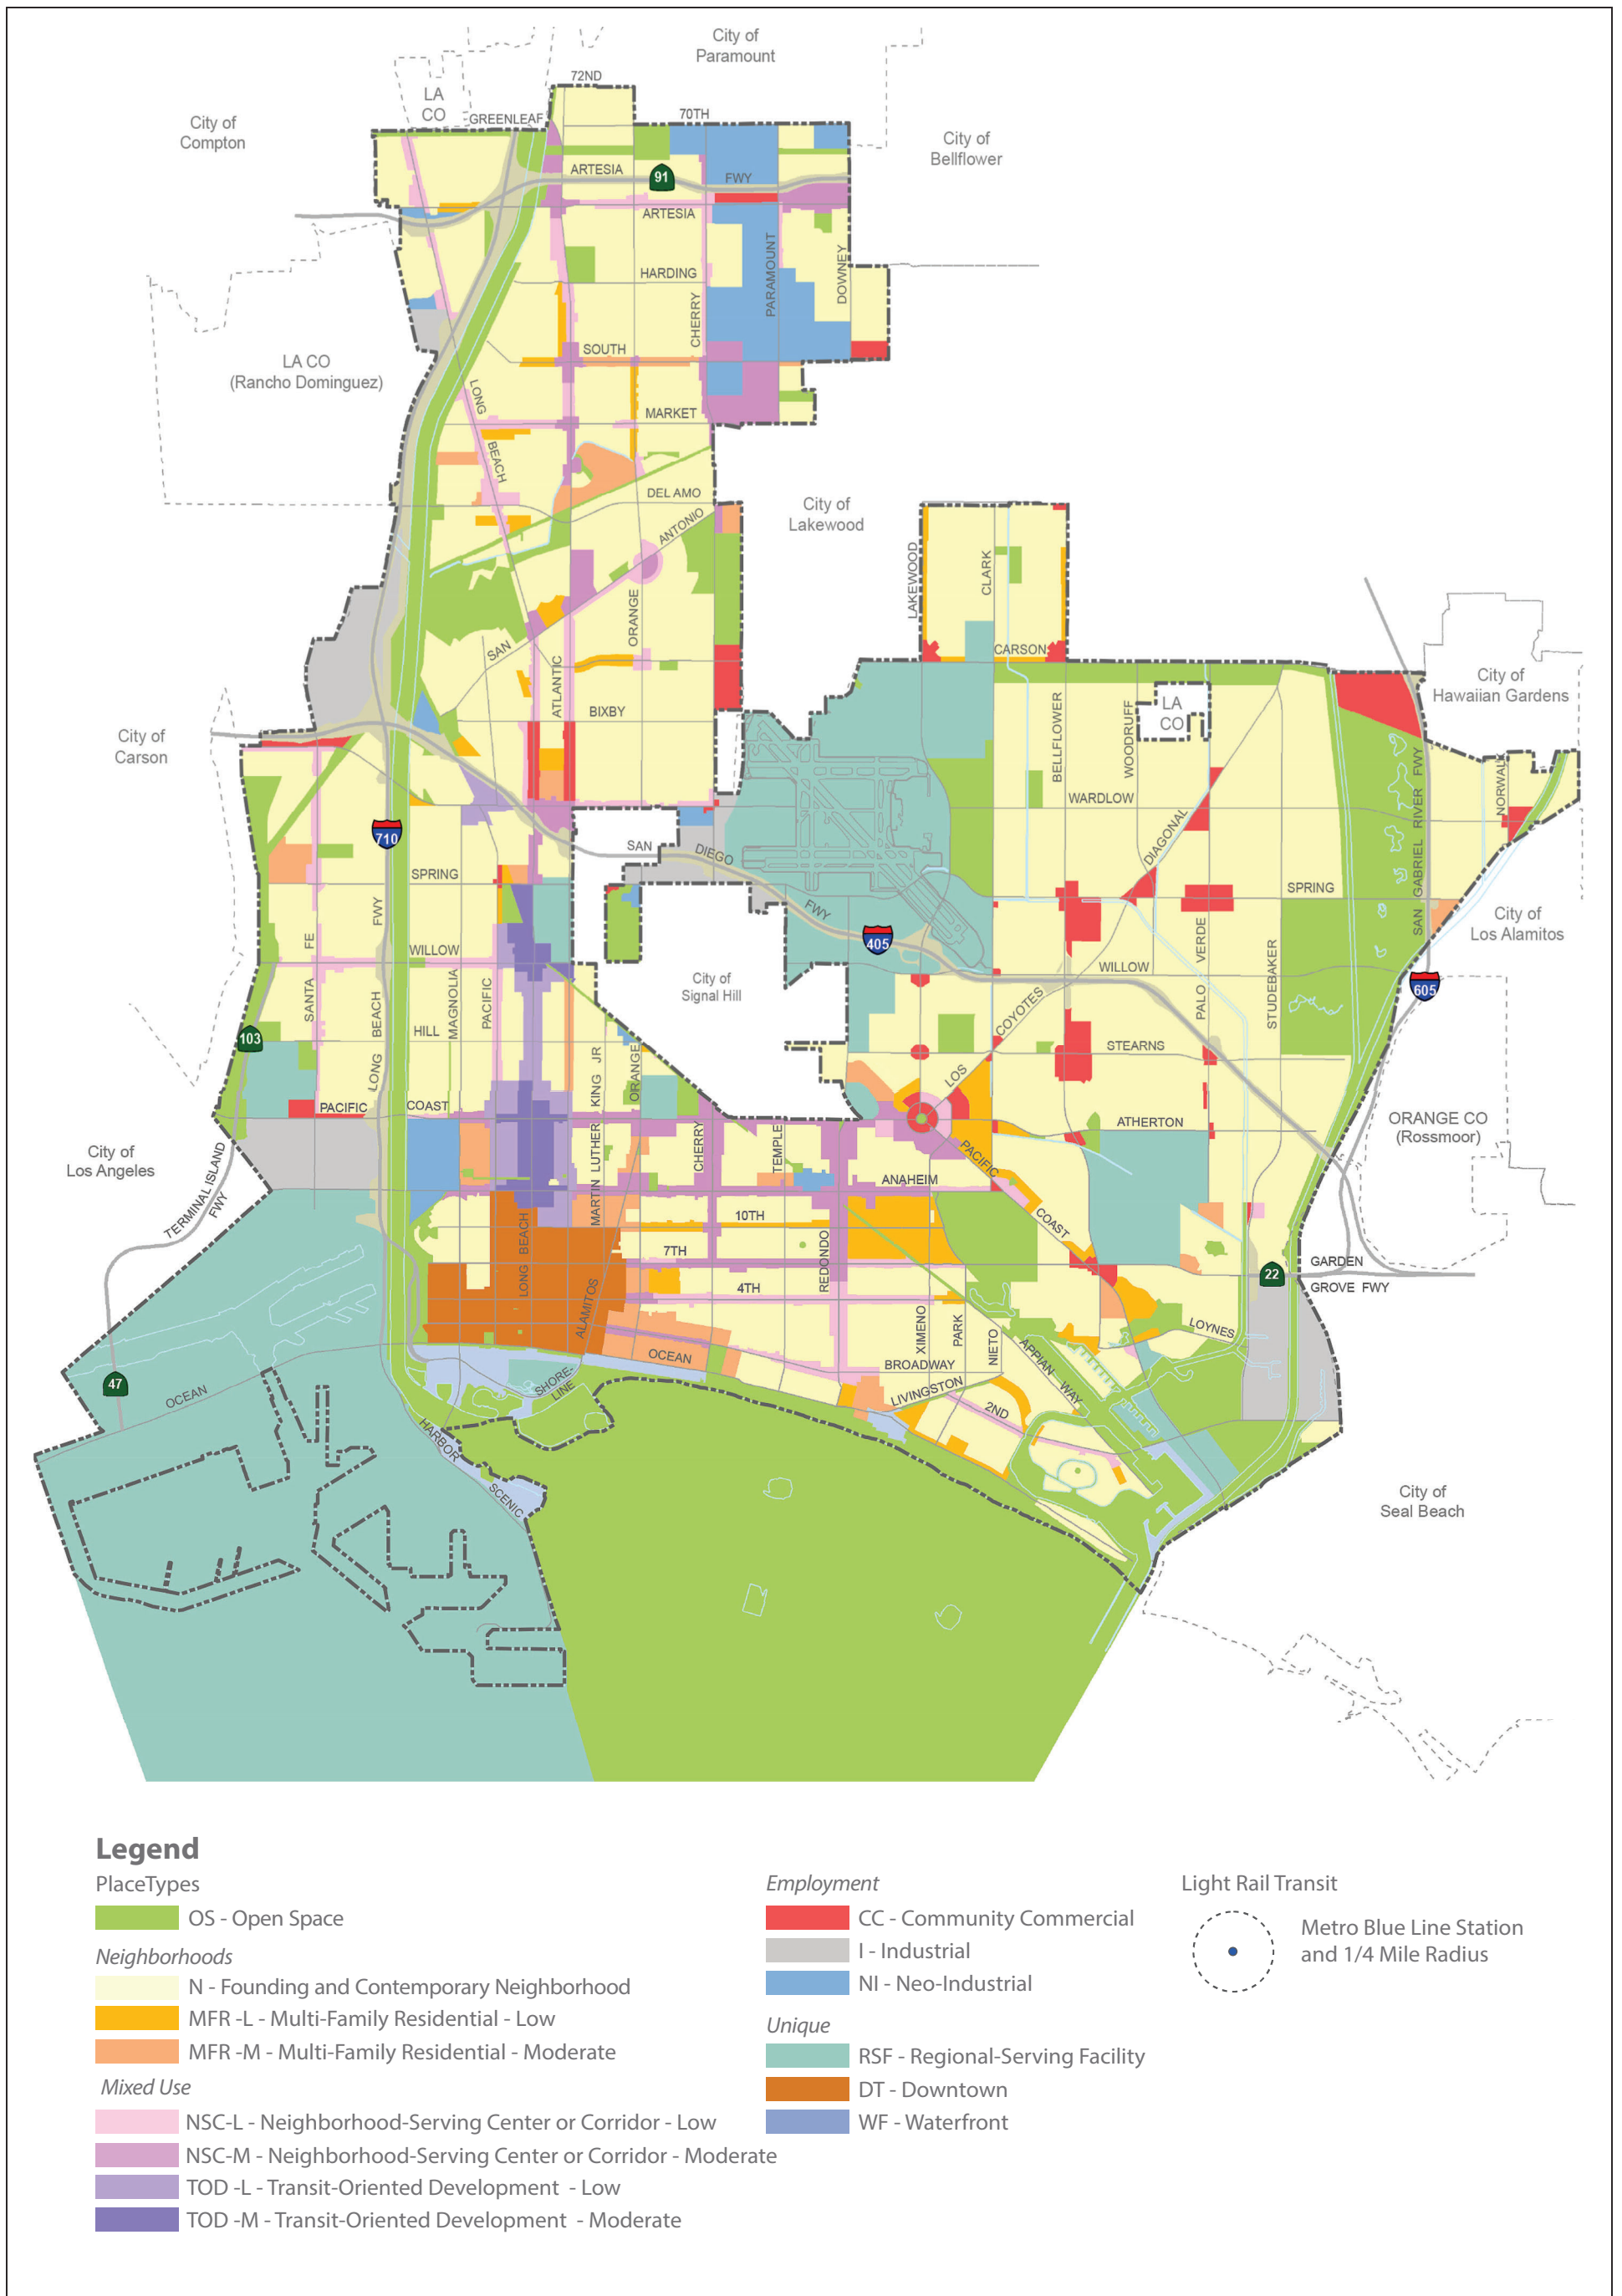 City of
Paramount
72ND
LA
CO
GREENLEAF
70TH
City of
Compton
City of
Bellflower
ARTESIA
91
FWY
ARTESIA
HARDING
CHERRY
PARAMOUNT
DOWNEY
LA CO
(Rancho Dominguez)
SOUTH
LONG
BEACH
MARKET
DEL AMO
City of
Lakewood
ANTONIO
SAN
ORANGE
LAKEWOOD
CLARK
CARSON
ATLANTIC
BIXBY
City of
Hawaiian Gardens
LA
CO
BELLFLOWER
WOODRUFF
City of
Carson
WARDLOW
DIAGONAL
NORWALK
SAN GABRIEL RIVER FWY
710
SAN
DIEGO
FWY
SPRING
SPRING
405
City of
Los Alamitos
SANTA FE
LONG BEACH FWY
WILLOW
WILLOW
City of
Signal Hill
605
PALO VERDE
STUDEBAKER
MAGNOLIA
PACIFIC
HILL
103
LOS
COYOTES
STEARNS
MARTIN LUTHER KING JR
ORANGE
PACIFIC
COAST
ATHERTON
ORANGE CO
(Rossmoor)
City of
Los Angeles
TERMINAL ISLAND
FWY
CHERRY
TEMPLE
PACIFIC
COAST
ANAHEIM
10TH
7TH
4TH
REDONDO
LONG BEACH
ALAMITOS
22
GARDEN
GROVE FWY
XIMENO
PARK
NIETO
APPIAN
WAY
LOYNES
OCEAN
BROADWAY
LIVINGSTON
2ND
47
OCEAN
SHORE-
LINE
HARBOR
SCENIC
City of
Seal Beach
Legend
PlaceTypes
OS - Open Space
Neighborhoods
N - Founding and Contemporary Neighborhood
MFR -L - Multi-Family Residential - Low
MFR -M - Multi-Family Residential - Moderate
Mixed Use
NSC-L - Neighborhood-Serving Center or Corridor - Low
NSC-M - Neighborhood-Serving Center or Corridor - Moderate
TOD -L - Transit-Oriented Development - Low
TOD -M - Transit-Oriented Development - Moderate
Employment
CC - Community Commercial
I - Industrial
NI - Neo-Industrial
Unique
RSF - Regional-Serving Facility
DT - Downtown
WF - Waterfront
Light Rail Transit
Metro Blue Line Station
and 1/4 Mile Radius